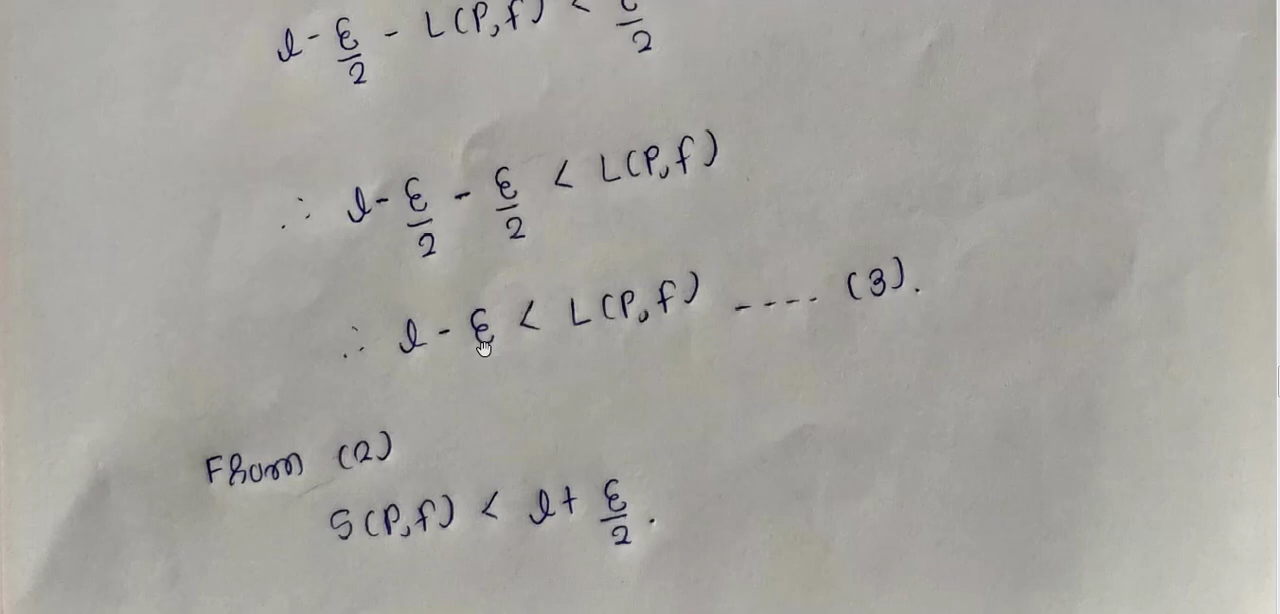 l - ε/2 - L(P,f) < ε/2
∴ l - ε/2 - ε/2 < L(P,f)
∴ l - ε < L(P,f) ---- (3).
From (2)
S(P,f) < l + ε/2.